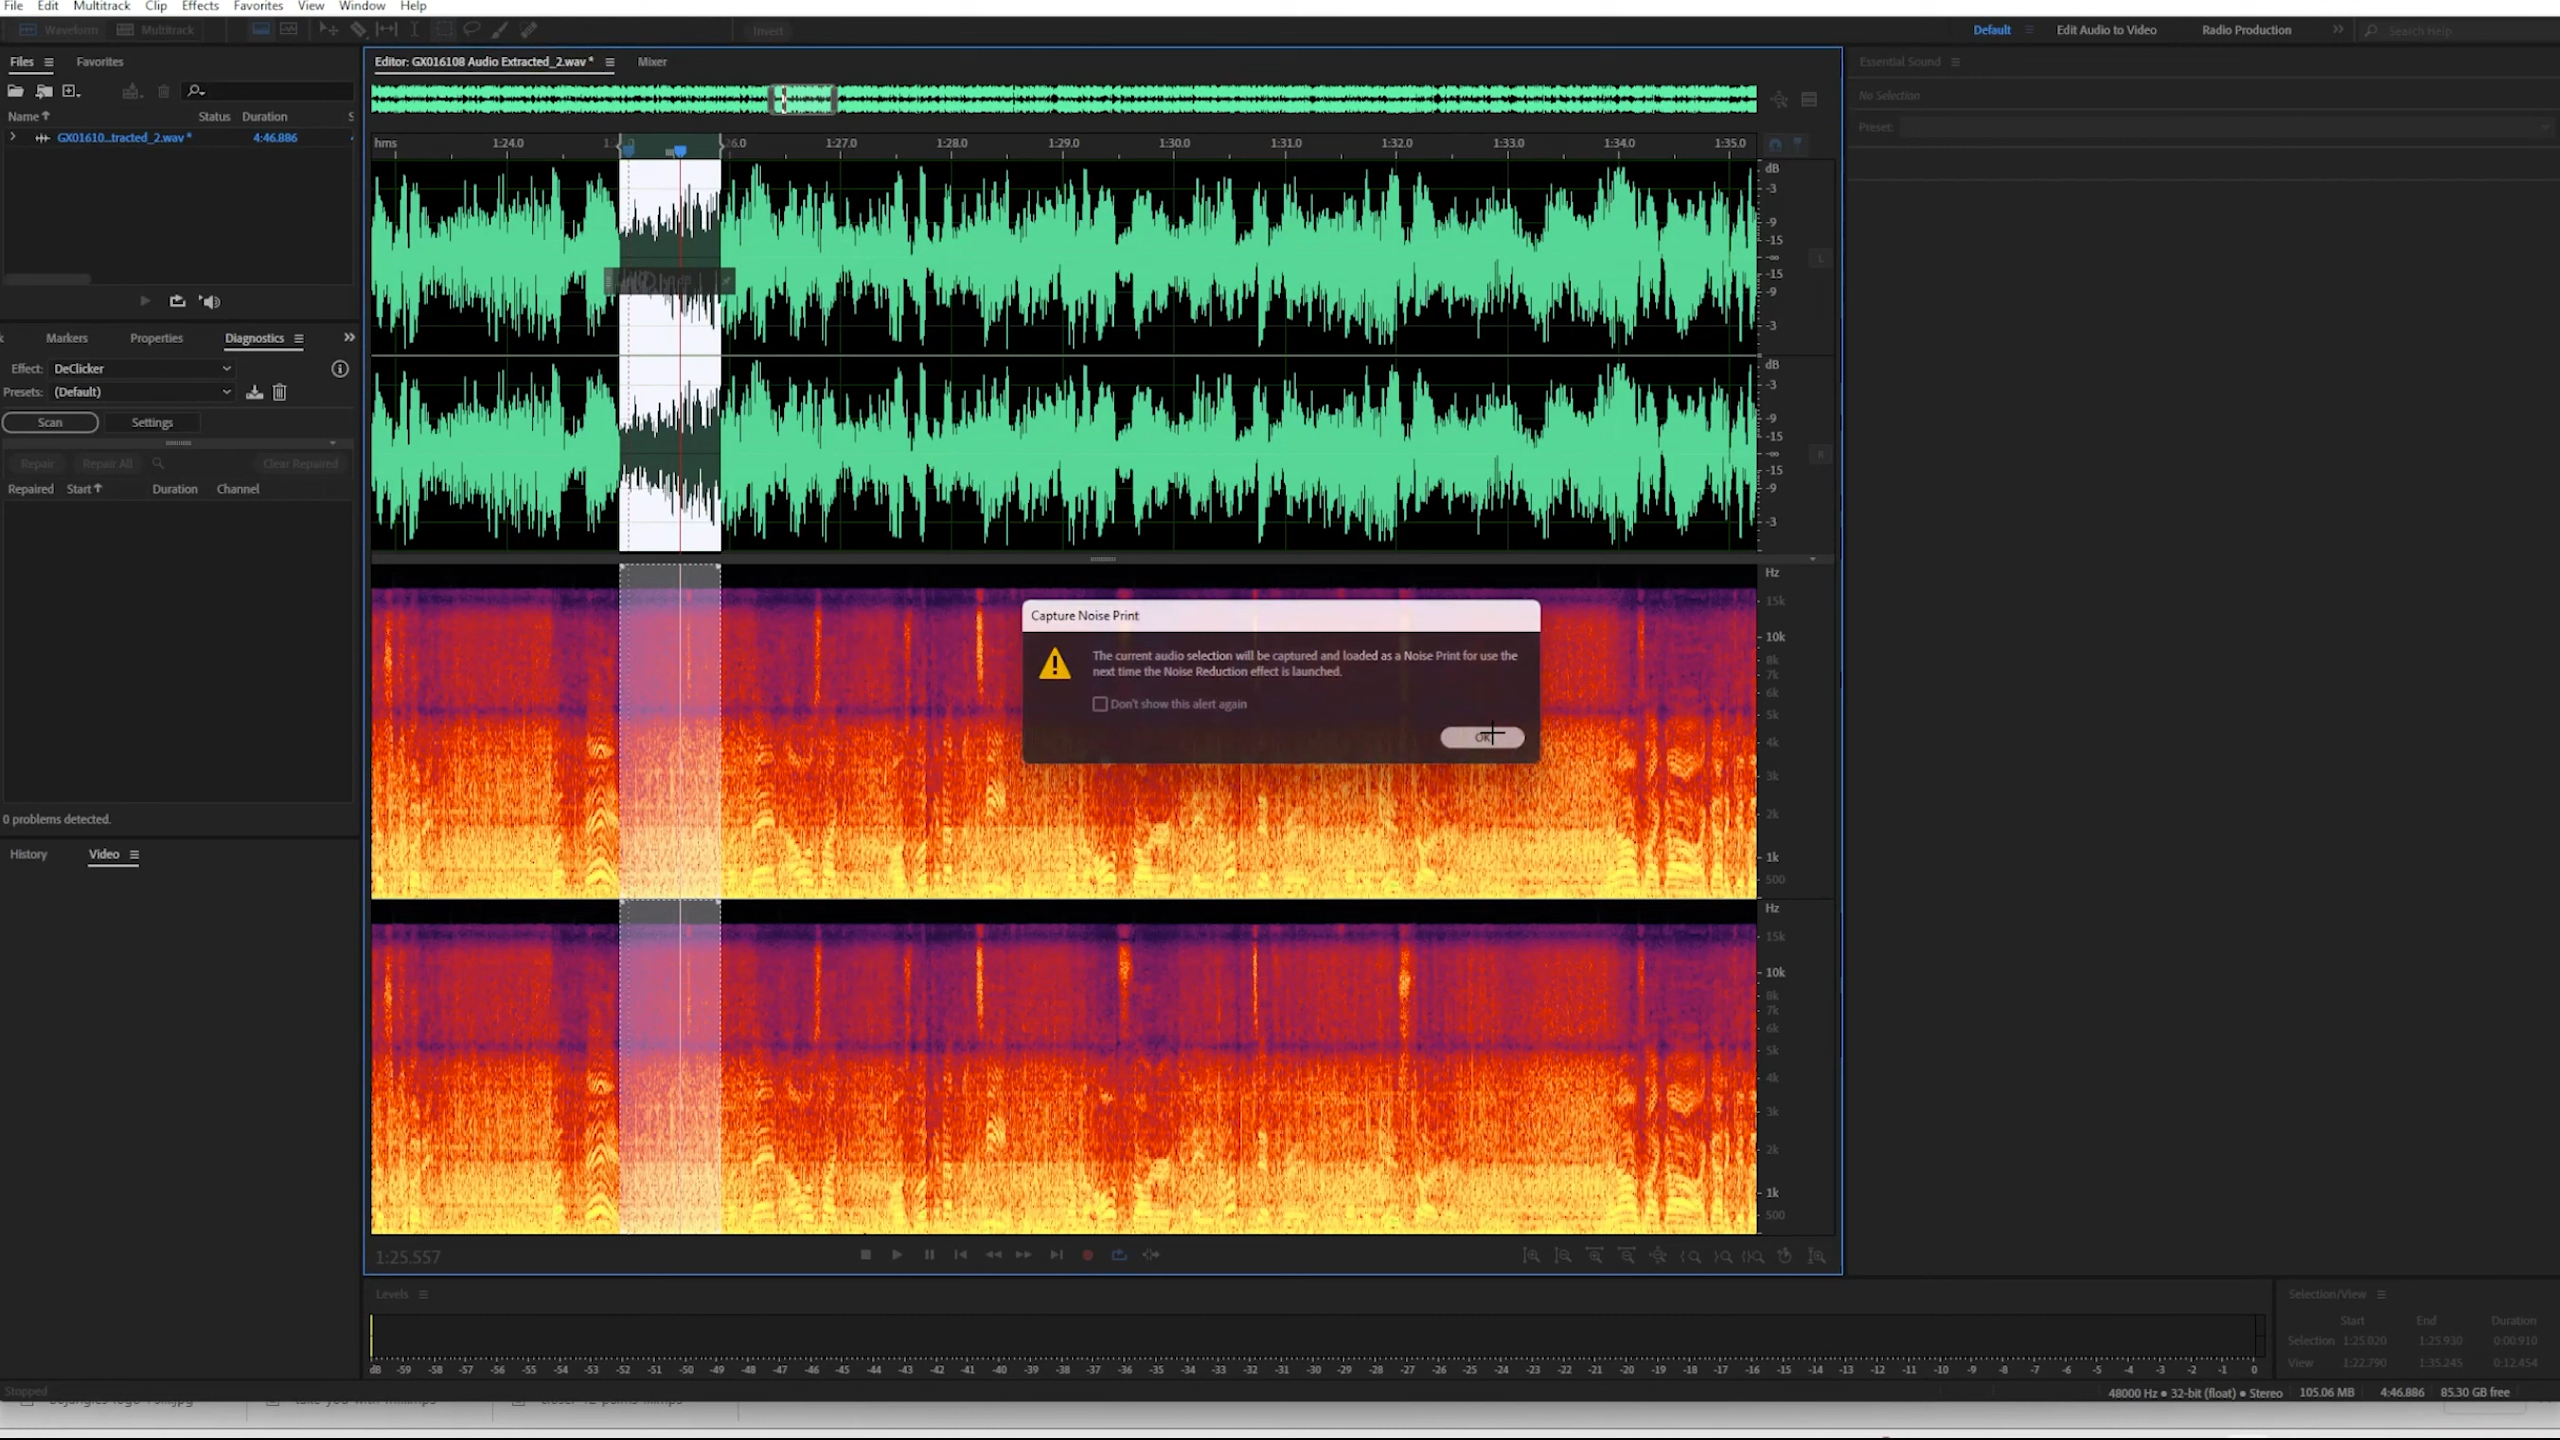 File Edit Multitrack Clip Effects Favorites View Window Help
Waveform Multitrack Invert Default Edit Audio to Video Radio Production Search Help
Files Favorites
Name Status Duration S
GX01610...tracted_2.wav * 4:46.886
Markers Properties Diagnostics
Effect: DeClicker
Presets: (Default)
Scan Settings
Repair Repair All Clear Repaired
Repaired Start Duration Channel
0 problems detected.
History Video
Editor: GX016108 Audio Extracted_2.wav * Mixer
hms 1:24.0 26.0 1:27.0 1:28.0 1:29.0 1:30.0 1:31.0 1:32.0 1:33.0 1:34.0 1:35.0
dB
-3
-9
-15
-∞
-15
-9
-3
L
dB
-3
-9
-15
-∞
-15
-9
-3
R
Hz
15k
10k
8k
7k
6k
5k
4k
3k
2k
1k
500
Hz
15k
10k
8k
7k
6k
5k
4k
3k
2k
1k
500
Capture Noise Print
The current audio selection will be captured and loaded as a Noise Print for use the
next time the Noise Reduction effect is launched.
Don't show this alert again
OK
1:25.557
Essential Sound
No Selection
Preset:
Levels
dB -59 -58 -57 -56 -55 -54 -53 -52 -51 -50 -49 -48 -47 -46 -45 -44 -43 -42 -41 -40 -39 -38 -37 -36 -35 -34 -33 -32 -31 -30 -29 -28 -27 -26 -25 -24 -23 -22 -21 -20 -19 -18 -17 -16 -15 -14 -13 -12 -11 -10 -9 -8 -7 -6 -5 -4 -3 -2 -1 0
Selection/View
Start End Duration
Selection 1:25.020 1:25.930 0:00.910
View 1:22.790 1:35.245 0:12.454
Stopped
48000 Hz ● 32-bit (float) ● Stereo 105.06 MB 4:46.886 85.30 GB free